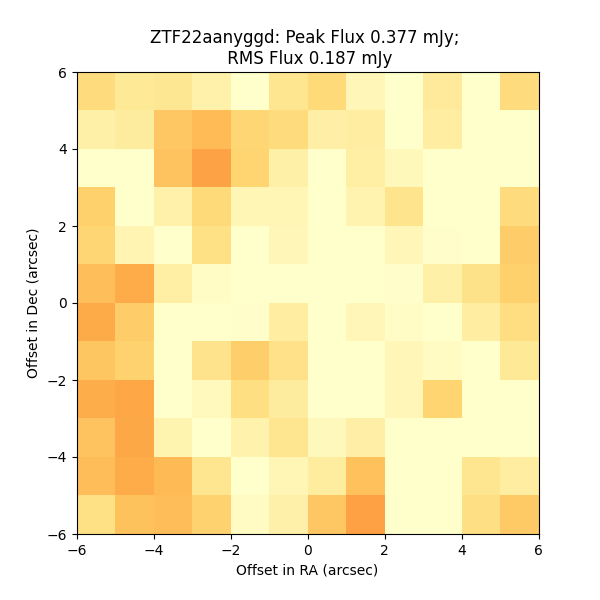 ZTF22aanyggd: Peak Flux 0.377 mJy;
RMS Flux 0.187 mJy
6
4
2
0
−2
−4
−6
Offset in Dec (arcsec)
−6 −4 −2 0 2 4 6
Offset in RA (arcsec)